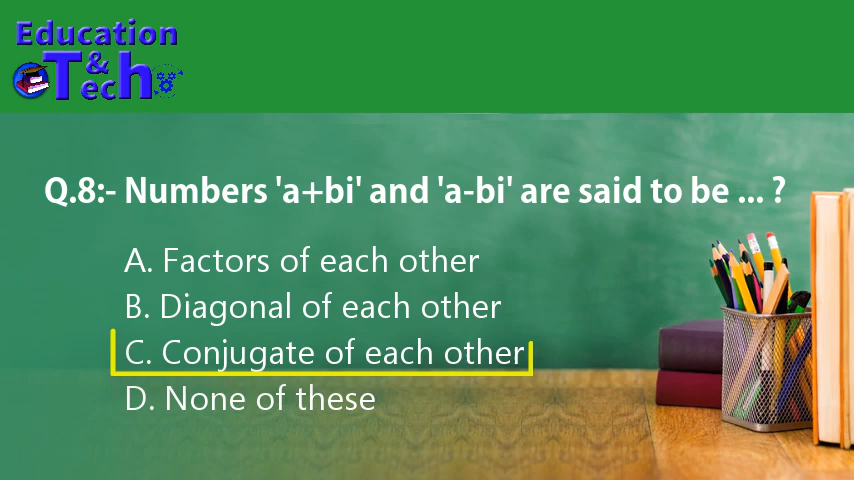 Education
&
Tech
Q.8:- Numbers 'a+bi' and 'a-bi' are said to be ... ?
A. Factors of each other
B. Diagonal of each other
C. Conjugate of each other
D. None of these